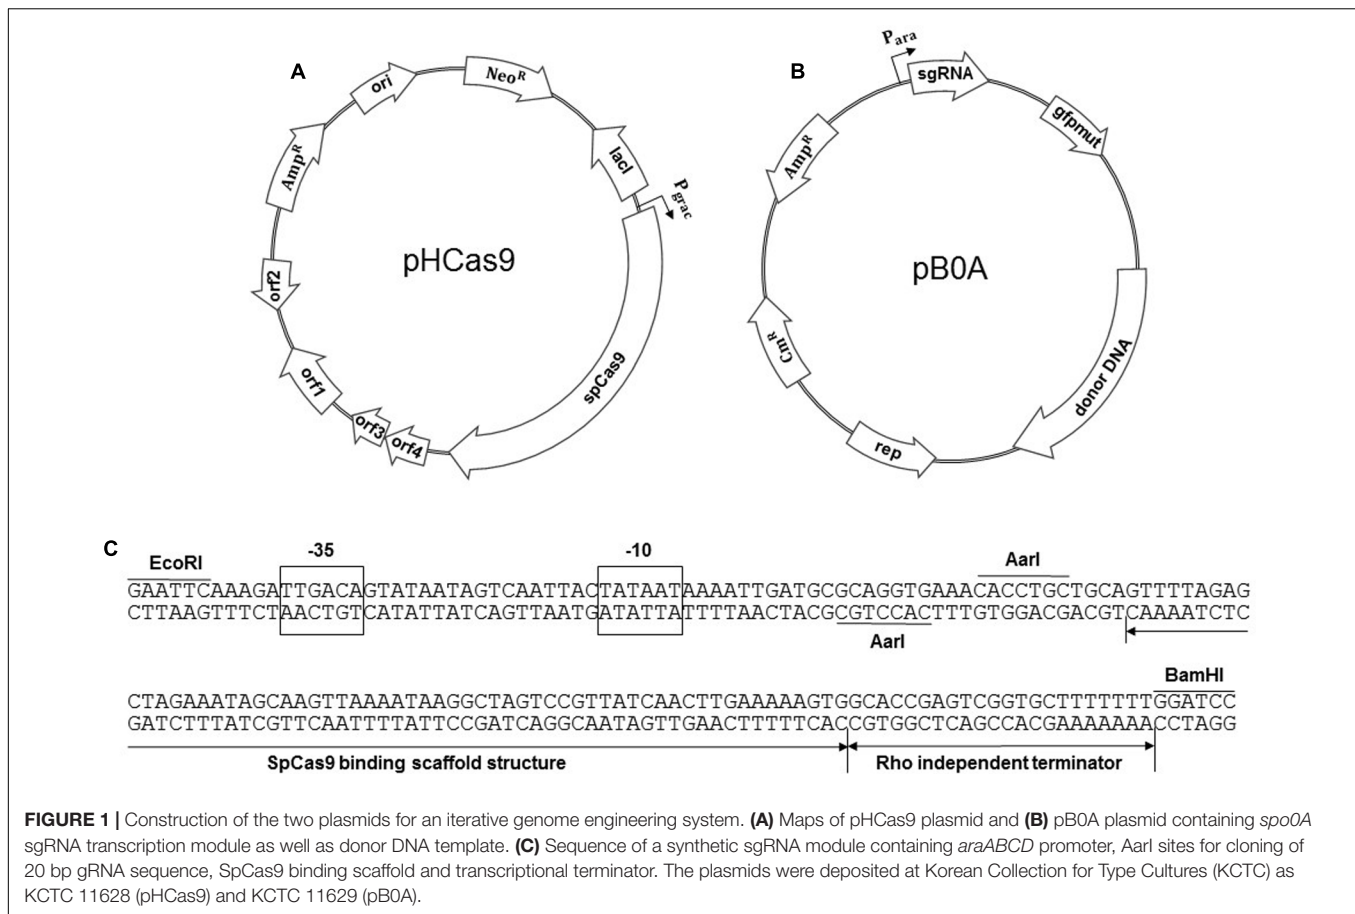 A
ori
Neo^R
lacI
P_grac
Amp^R
pHCas9
orf2
spCas9
orf1
orf3
orf4
B
P_ara
sgRNA
gfpmut
Amp^R
pB0A
Cm^R
donor DNA
rep
C
EcoRI
-35
-10
AarI
GAATTCAAAGATTGACAGTATAATAGTCAATTACTATAATAAAATTGATGCGCAGGTGAAACACCTGCTGCAGTTTTAGAG
CTTAAGTTTCTAACTGTCATATTATCAGTTAATGATATTATTTTAACTACGCGTCCACTTTGTGGACGACGTCAAAATCTC
AarI
BamHI
CTAGAAATAGCAAGTTAAAATAAGGCTAGTCCGTTATCAACTTGAAAAAGTGGCACCGAGTCGGTGCTTTTTTTGGATCC
GATCTTTATCGTTCAATTTTATTCCGATCAGGCAATAGTTGAACTTTTTCACCGTGGCTCAGCCACGAAAAAAACCTAGG
SpCas9 binding scaffold structure
Rho independent terminator
FIGURE 1 | Construction of the two plasmids for an iterative genome engineering system. (A) Maps of pHCas9 plasmid and (B) pB0A plasmid containing spo0A
sgRNA transcription module as well as donor DNA template. (C) Sequence of a synthetic sgRNA module containing araABCD promoter, AarI sites for cloning of
20 bp gRNA sequence, SpCas9 binding scaffold and transcriptional terminator. The plasmids were deposited at Korean Collection for Type Cultures (KCTC) as
KCTC 11628 (pHCas9) and KCTC 11629 (pB0A).